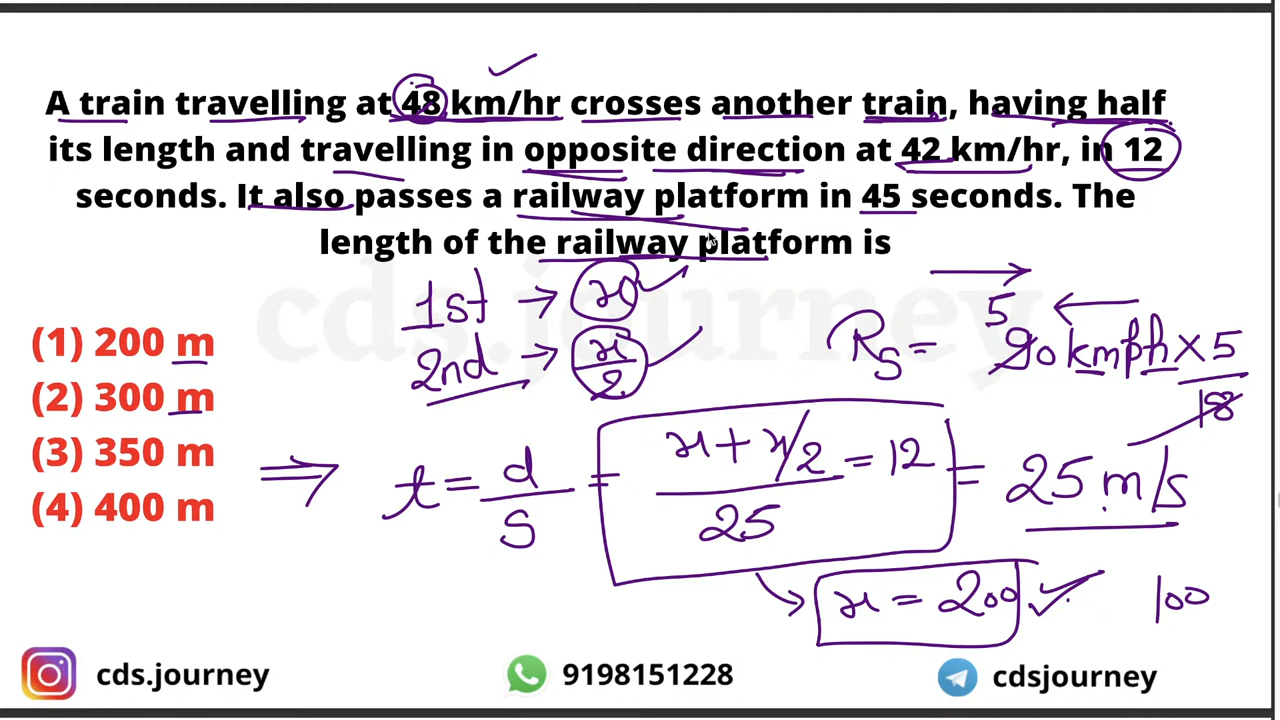 A train travelling at 48 km/hr crosses another train, having half
its length and travelling in opposite direction at 42 km/hr, in 12
seconds. It also passes a railway platform in 45 seconds. The
length of the railway platform is
cds.journey
(1) 200 m
(2) 300 m
(3) 350 m
(4) 400 m
1st → x
2nd → x/2
RS = 90 kmph × 5/18
5
⇒ t = d/S = (x + x/2)/25 = 12
= 25 m/s
→ x = 200 ✓
100
cds.journey
9198151228
cdsjourney